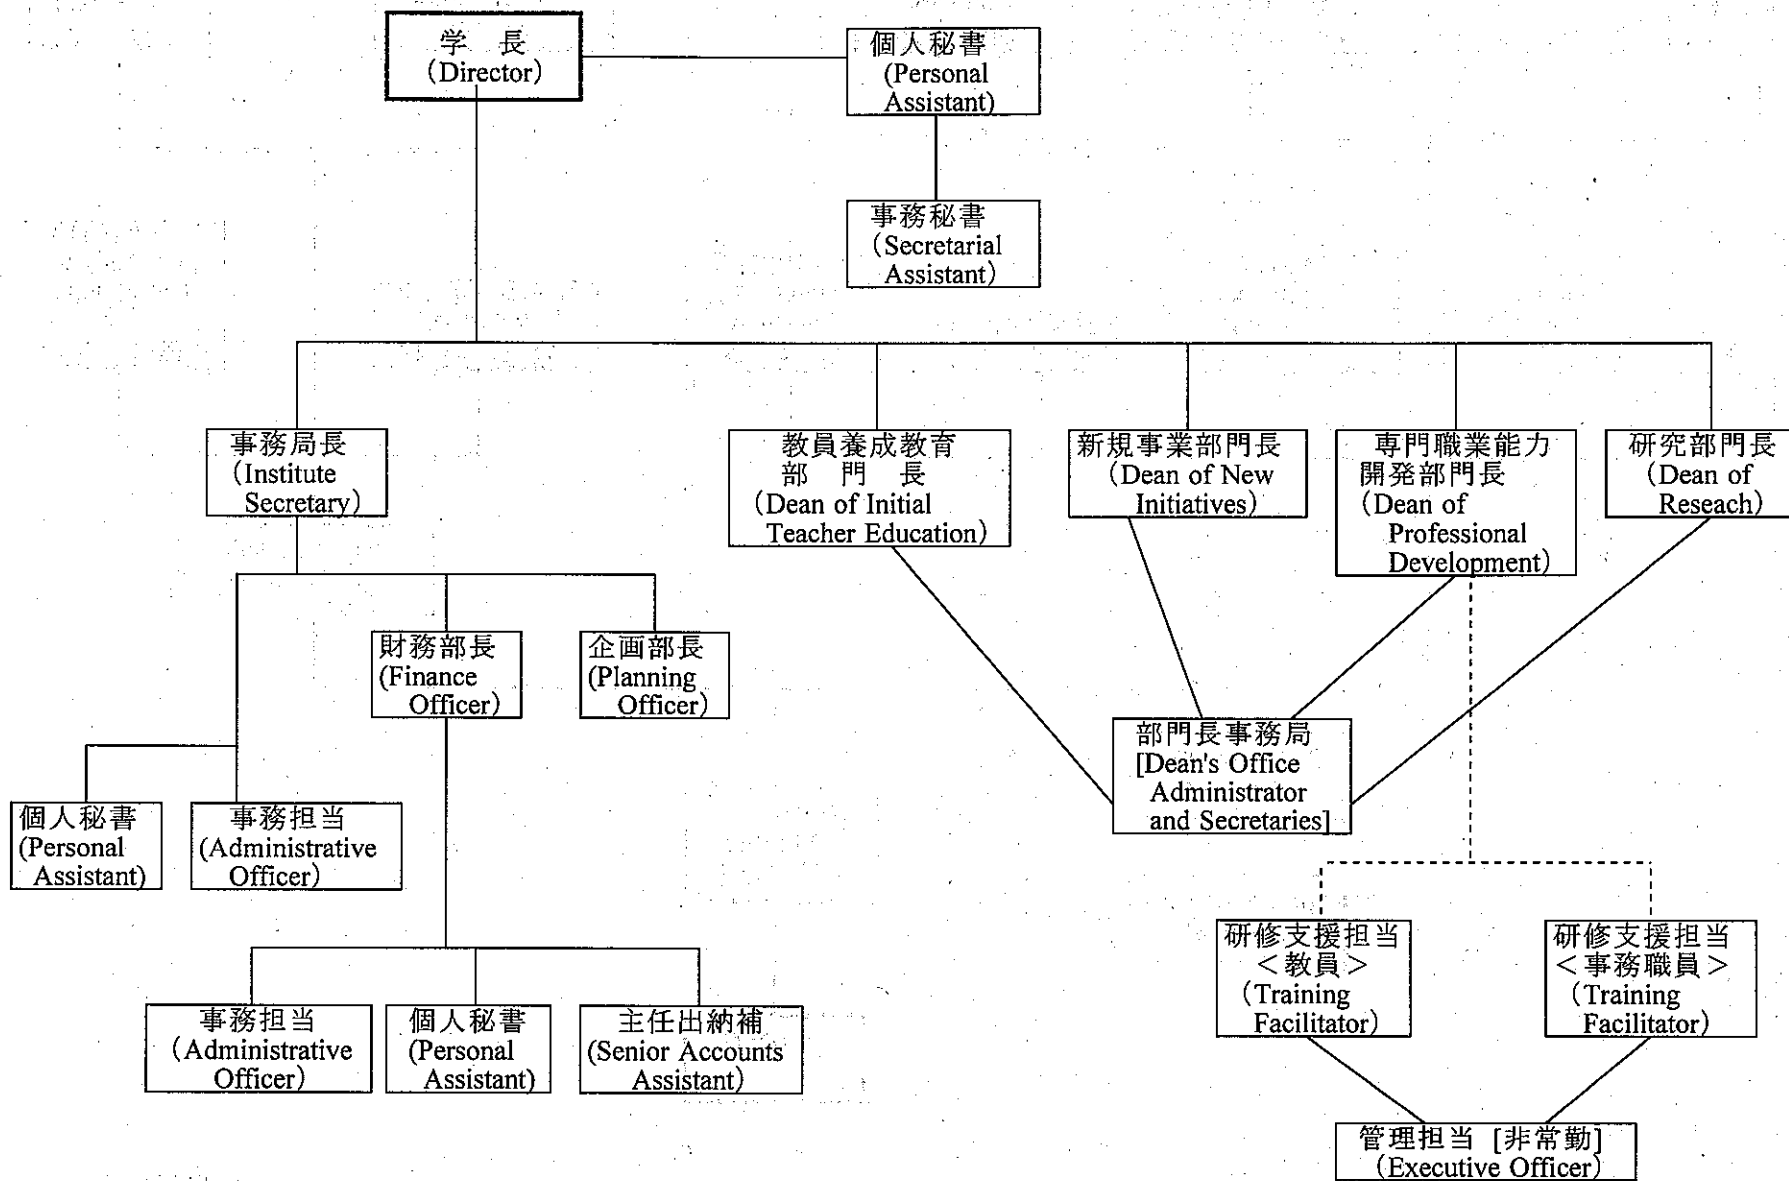 学 長
(Director)
個人秘書
(Personal
Assistant)
事務秘書
(Secretarial
Assistant)
事務局長
(Institute
Secretary)
教員養成教育
部 門 長
(Dean of Initial
Teacher Education)
新規事業部門長
(Dean of New
Initiatives)
専門職業能力
開発部門長
(Dean of
Professional
Development)
研究部門長
(Dean of
Reseach)
財務部長
(Finance
Officer)
企画部長
(Planning
Officer)
部門長事務局
[Dean's Office
Administrator
and Secretaries]
個人秘書
(Personal
Assistant)
事務担当
(Administrative
Officer)
研修支援担当
＜教員＞
(Training
Facilitator)
研修支援担当
＜事務職員＞
(Training
Facilitator)
事務担当
(Administrative
Officer)
個人秘書
(Personal
Assistant)
主任出納補
(Senior Accounts
Assistant)
管理担当 [非常勤]
(Executive Officer)